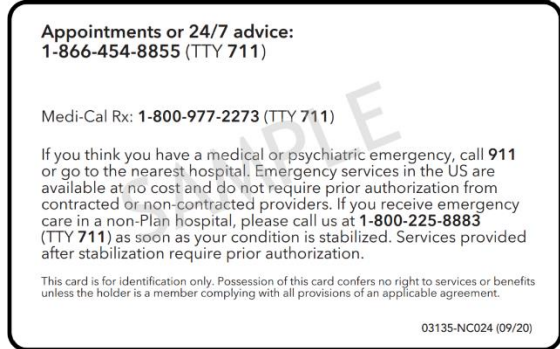 Appointments or 24/7 advice:
1-866-454-8855 (TTY 711)
Medi-Cal Rx: 1-800-977-2273 (TTY 711)
SAMPLE
If you think you have a medical or psychiatric emergency, call 911
or go to the nearest hospital. Emergency services in the US are
available at no cost and do not require prior authorization from
contracted or non-contracted providers. If you receive emergency
care in a non-Plan hospital, please call us at 1-800-225-8883
(TTY 711) as soon as your condition is stabilized. Services provided
after stabilization require prior authorization.
This card is for identification only. Possession of this card confers no right to services or benefits
unless the holder is a member complying with all provisions of an applicable agreement.
03135-NC024 (09/20)